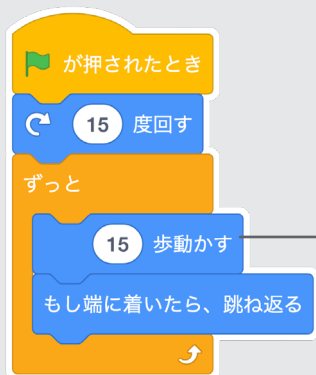 が押されたとき
15 度回す
ずっと
15 歩動かす
もし端に着いたら、跳ね返る